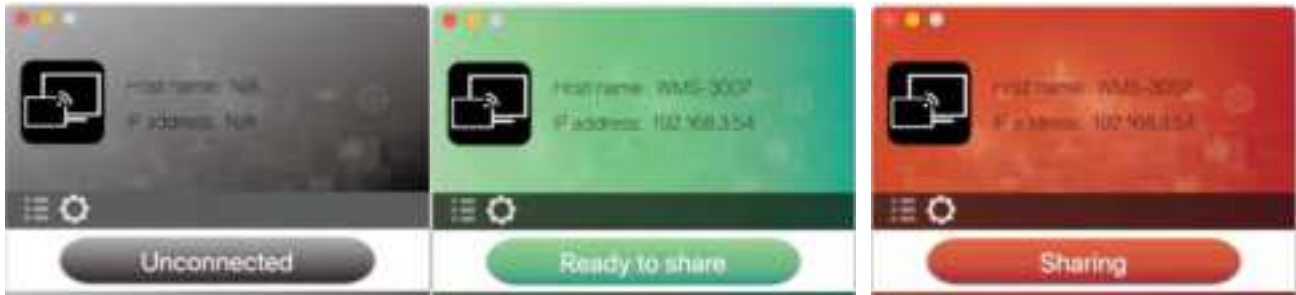 Host name: N/A
IP address: N/A
Unconnected
Host name: WMS-3007
IP address: 192.168.3.54
Ready to share
Host name: WMS-3007
IP address: 192.168.3.54
Sharing